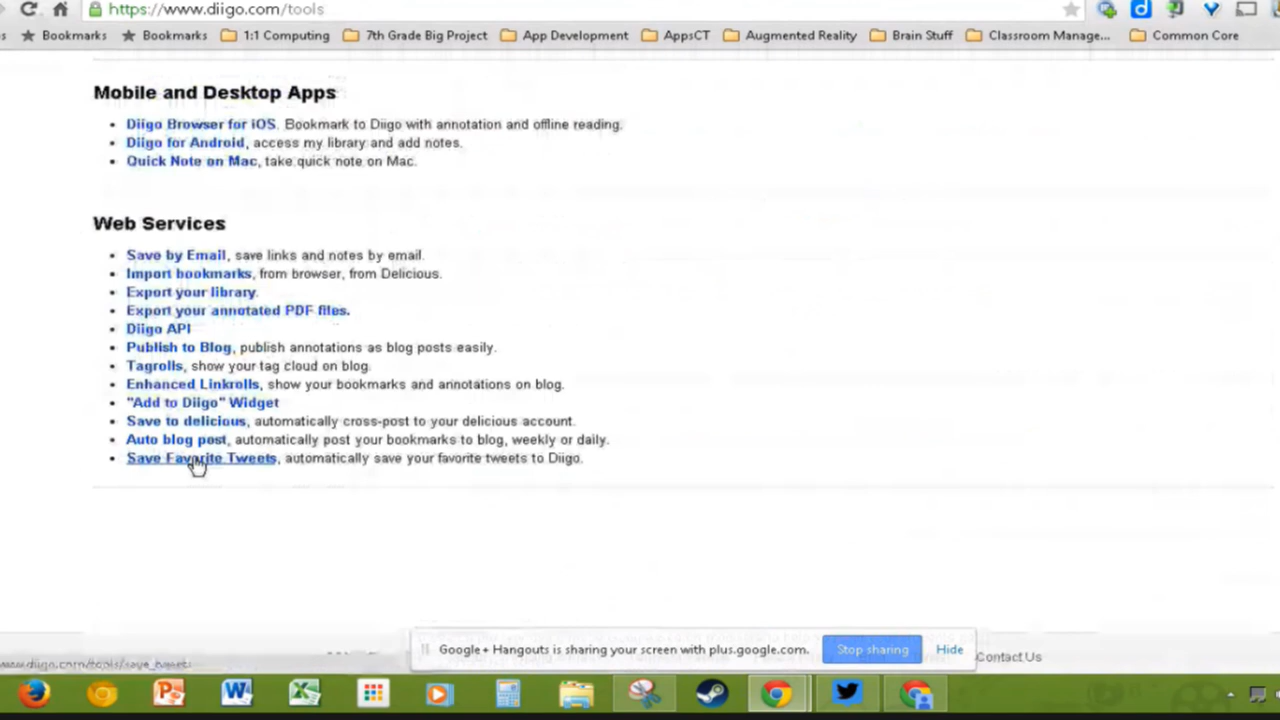 https://www.diigo.com/tools
Bookmarks Bookmarks 1:1 Computing 7th Grade Big Project App Development AppsCT Augmented Reality Brain Stuff Classroom Manage... Common Core
Mobile and Desktop Apps
Diigo Browser for iOS. Bookmark to Diigo with annotation and offline reading.
Diigo for Android, access my library and add notes.
Quick Note on Mac, take quick note on Mac.
Web Services
Save by Email, save links and notes by email.
Import bookmarks, from browser, from Delicious.
Export your library.
Export your annotated PDF files.
Diigo API
Publish to Blog, publish annotations as blog posts easily.
Tagrolls, show your tag cloud on blog.
Enhanced Linkrolls, show your bookmarks and annotations on blog.
"Add to Diigo" Widget
Save to delicious, automatically cross-post to your delicious account.
Auto blog post, automatically post your bookmarks to blog, weekly or daily.
Save Favorite Tweets, automatically save your favorite tweets to Diigo.
Google+ Hangouts is sharing your screen with plus.google.com. Stop sharing Hide
Contact Us